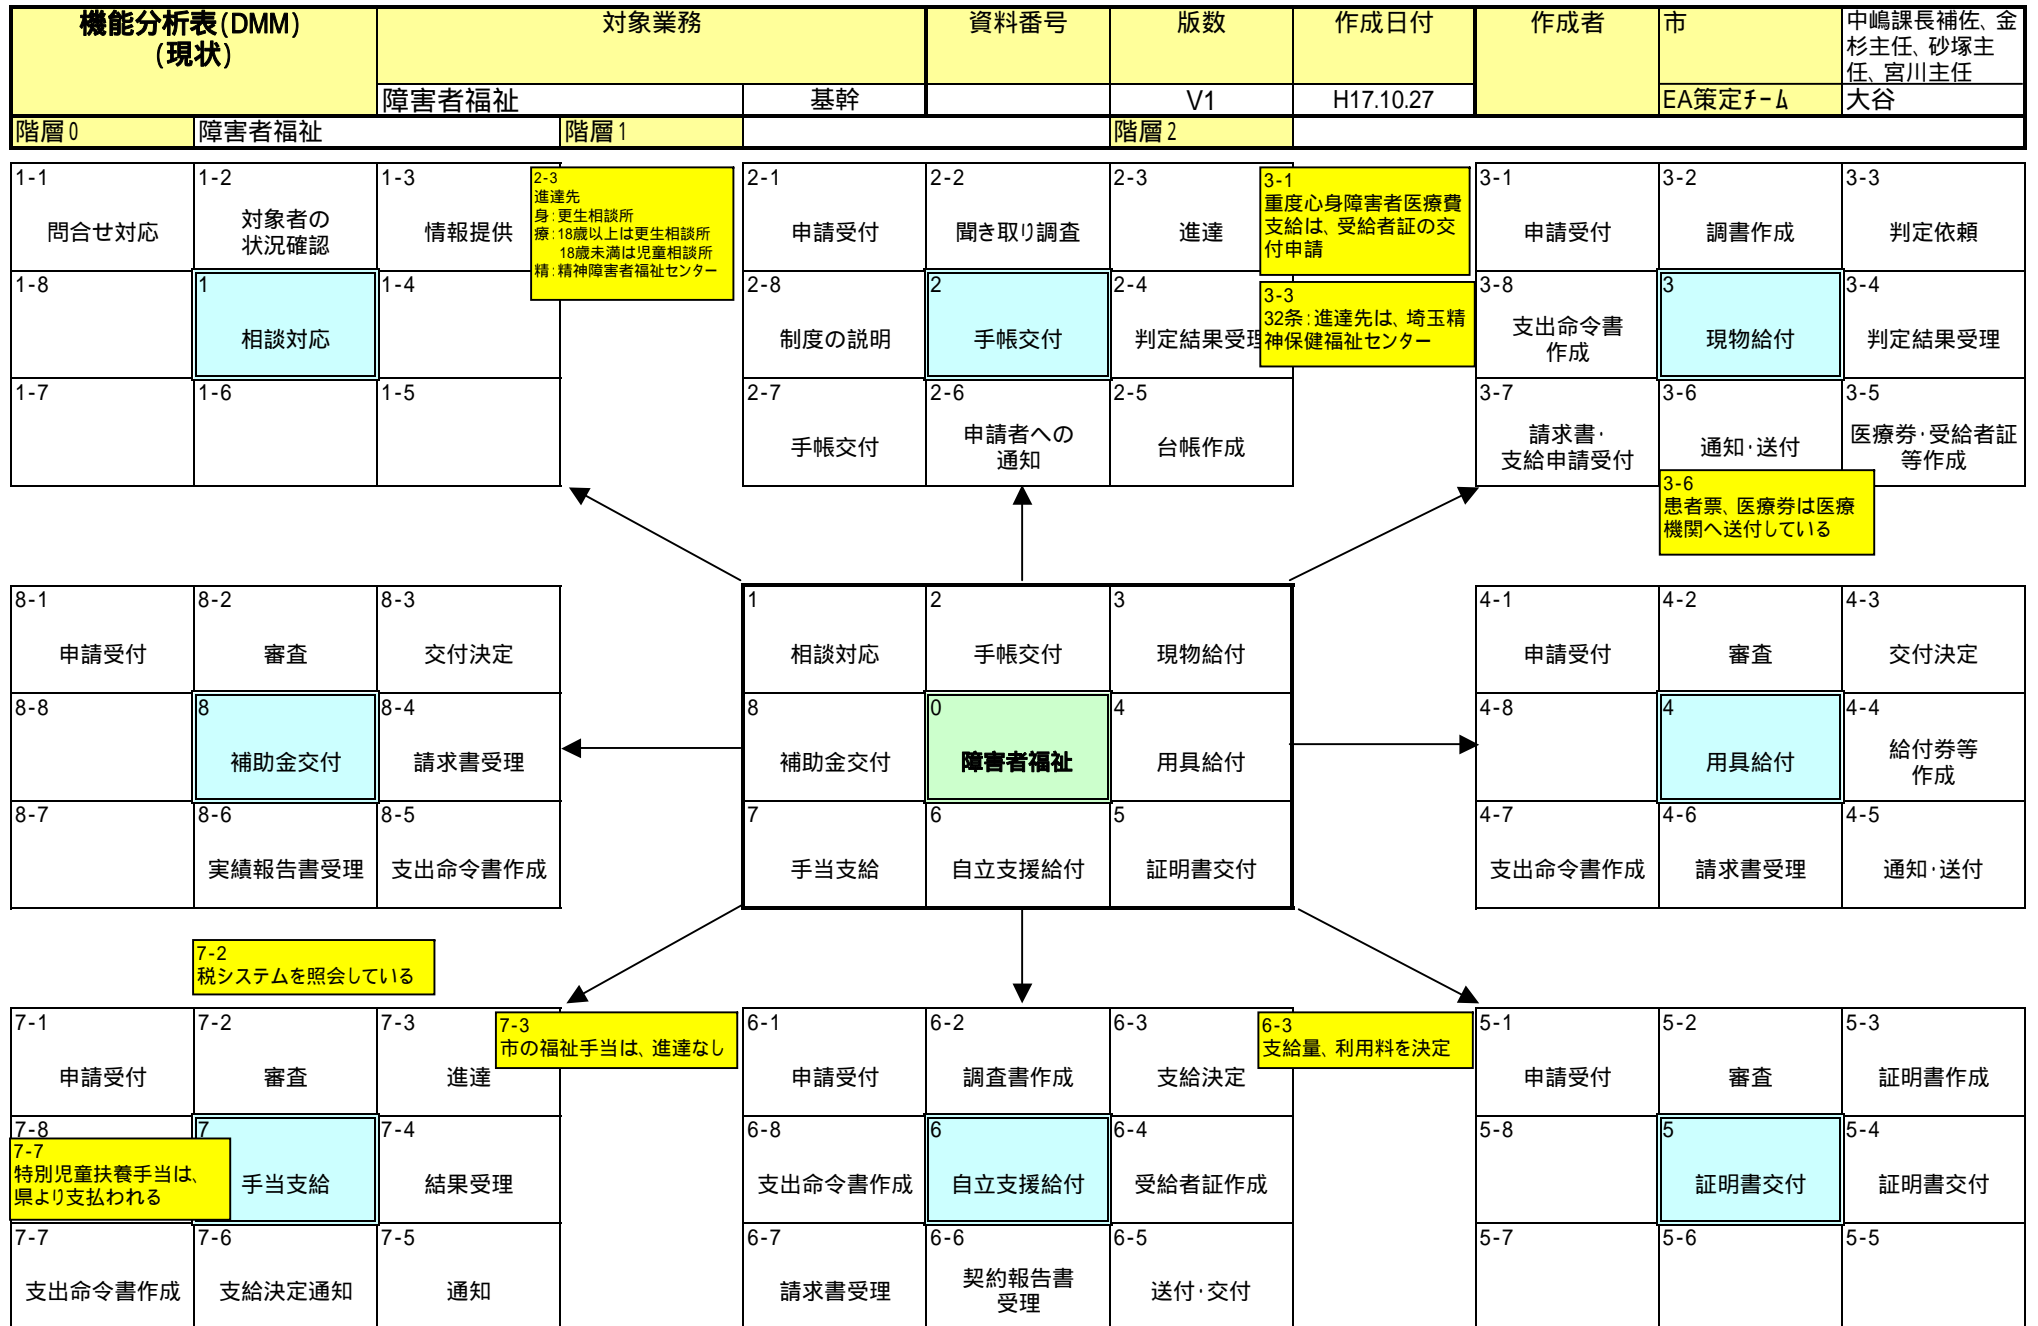 機能分析表(DMM)
(現状)
対象業務
資料番号
版数
作成日付
作成者
市
中嶋課長補佐、金
杉主任、砂塚主
任、宮川主任
障害者福祉
基幹
V1
H17.10.27
EA策定チーム
大谷
階層0
障害者福祉
階層1
階層2
1-1
問合せ対応
1-2
対象者の
状況確認
1-3
情報提供
2-3
進達先
身:更生相談所
療:18歳以上は更生相談所
18歳未満は児童相談所
精:精神障害者福祉センター
1-8
1
相談対応
1-4
1-7
1-6
1-5
2-1
申請受付
2-2
聞き取り調査
2-3
進達
2-8
制度の説明
2
手帳交付
2-4
判定結果受理
2-7
手帳交付
2-6
申請者への
通知
2-5
台帳作成
3-1
重度心身障害者医療費
支給は、受給者証の交
付申請
3-3
32条:進達先は、埼玉精
神保健福祉センター
3-1
申請受付
3-2
調書作成
3-3
判定依頼
3-8
支出命令書
作成
3
現物給付
3-4
判定結果受理
3-7
請求書・
支給申請受付
3-6
通知・送付
3-5
医療券・受給者証
等作成
3-6
患者票、医療券は医療
機関へ送付している
8-1
申請受付
8-2
審査
8-3
交付決定
8-8
8
補助金交付
8-4
請求書受理
8-7
8-6
実績報告書受理
8-5
支出命令書作成
1
相談対応
2
手帳交付
3
現物給付
8
補助金交付
0
障害者福祉
4
用具給付
7
手当支給
6
自立支援給付
5
証明書交付
4-1
申請受付
4-2
審査
4-3
交付決定
4-8
4
用具給付
4-4
給付券等
作成
4-7
支出命令書作成
4-6
請求書受理
4-5
通知・送付
7-2
税システムを照会している
7-1
申請受付
7-2
審査
7-3
進達
7-3
市の福祉手当は、進達なし
7-8
7-7
特別児童扶養手当は、
県より支払われる
7
手当支給
7-4
結果受理
7-7
支出命令書作成
7-6
支給決定通知
7-5
通知
6-1
申請受付
6-2
調査書作成
6-3
支給決定
6-3
支給量、利用料を決定
6-8
支出命令書作成
6
自立支援給付
6-4
受給者証作成
6-7
請求書受理
6-6
契約報告書
受理
6-5
送付・交付
5-1
申請受付
5-2
審査
5-3
証明書作成
5-8
5
証明書交付
5-4
証明書交付
5-7
5-6
5-5